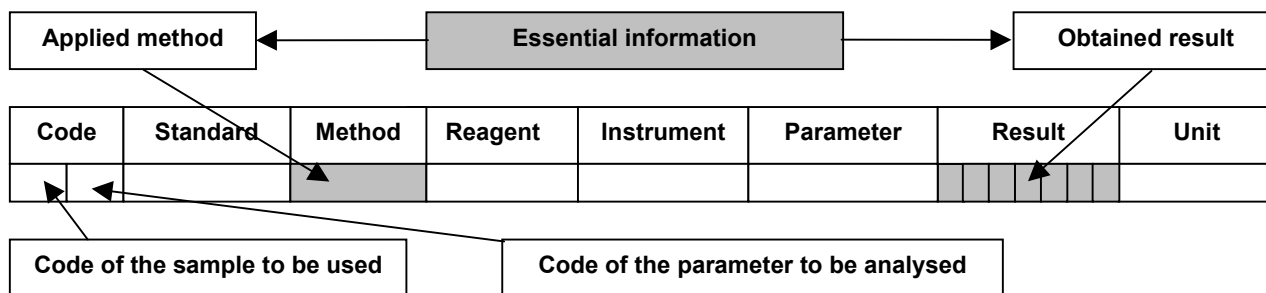 Applied method Essential information Obtained result
Code Standard Method Reagent Instrument Parameter Result Unit
Code of the sample to be used Code of the parameter to be analysed